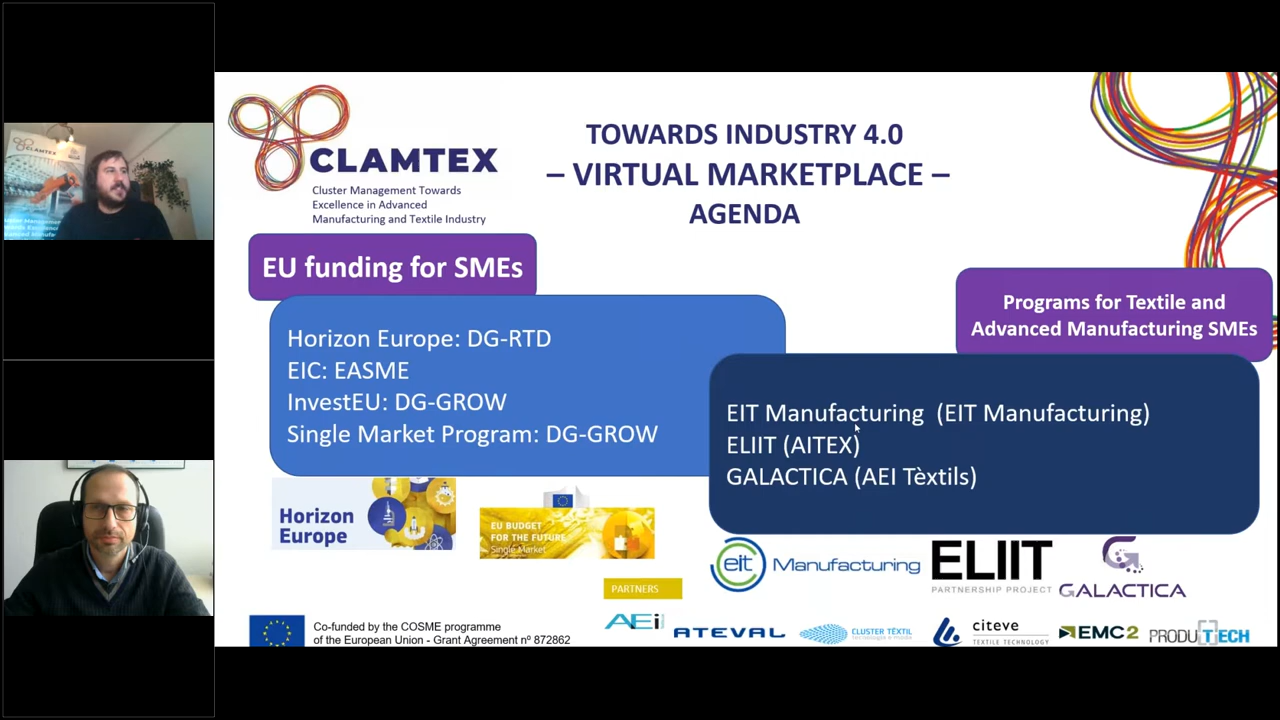 CLAMTEX
Cluster Management Towards
Excellence in Advanced
Manufacturing and Textile Industry
TOWARDS INDUSTRY 4.0
– VIRTUAL MARKETPLACE –
AGENDA
EU funding for SMEs
Horizon Europe: DG-RTD
EIC: EASME
InvestEU: DG-GROW
Single Market Program: DG-GROW
Programs for Textile and
Advanced Manufacturing SMEs
EIT Manufacturing (EIT Manufacturing)
ELIIT (AITEX)
GALACTICA (AEI Tèxtils)
Horizon
Europe
EU BUDGET
FOR THE FUTURE
Single Market
eit Manufacturing
ELIIT
PARTNERSHIP PROJECT
GALACTICA
PARTNERS
Co-funded by the COSME programme
of the European Union - Grant Agreement nº 872862
AEI
ATEVAL
CLUSTER TÊXTIL
citeve
TEXTILE TECHNOLOGY
EMC2
PRODUTECH
CLAMTEX